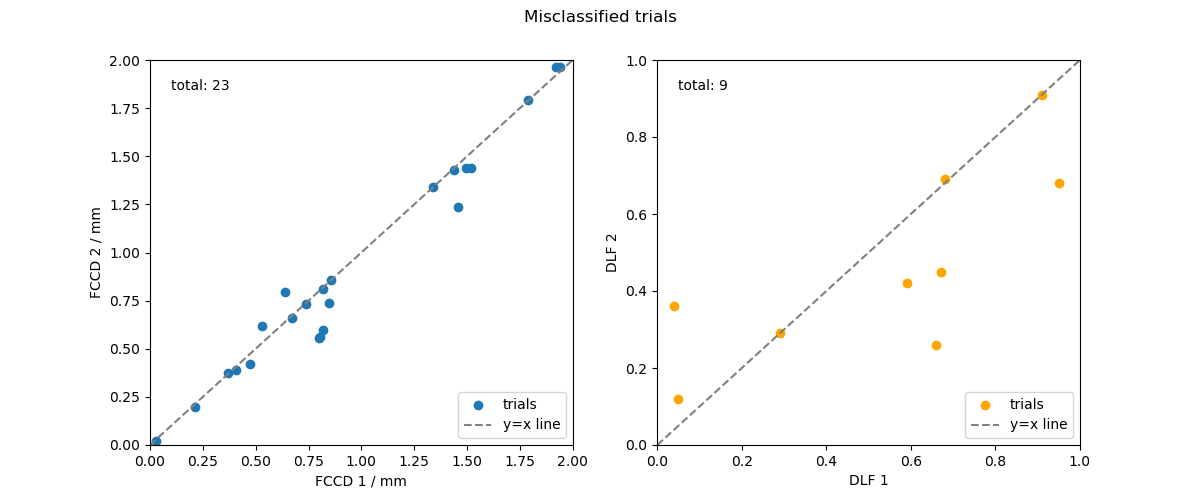 Misclassified trials
total: 23
2.00
1.75
1.50
1.25
1.00
0.75
0.50
0.25
0.00
FCCD 2 / mm
0.00 0.25 0.50 0.75 1.00 1.25 1.50 1.75 2.00
FCCD 1 / mm
trials
y=x line
total: 9
1.0
0.8
0.6
0.4
0.2
0.0
DLF 2
0.0 0.2 0.4 0.6 0.8 1.0
DLF 1
trials
y=x line